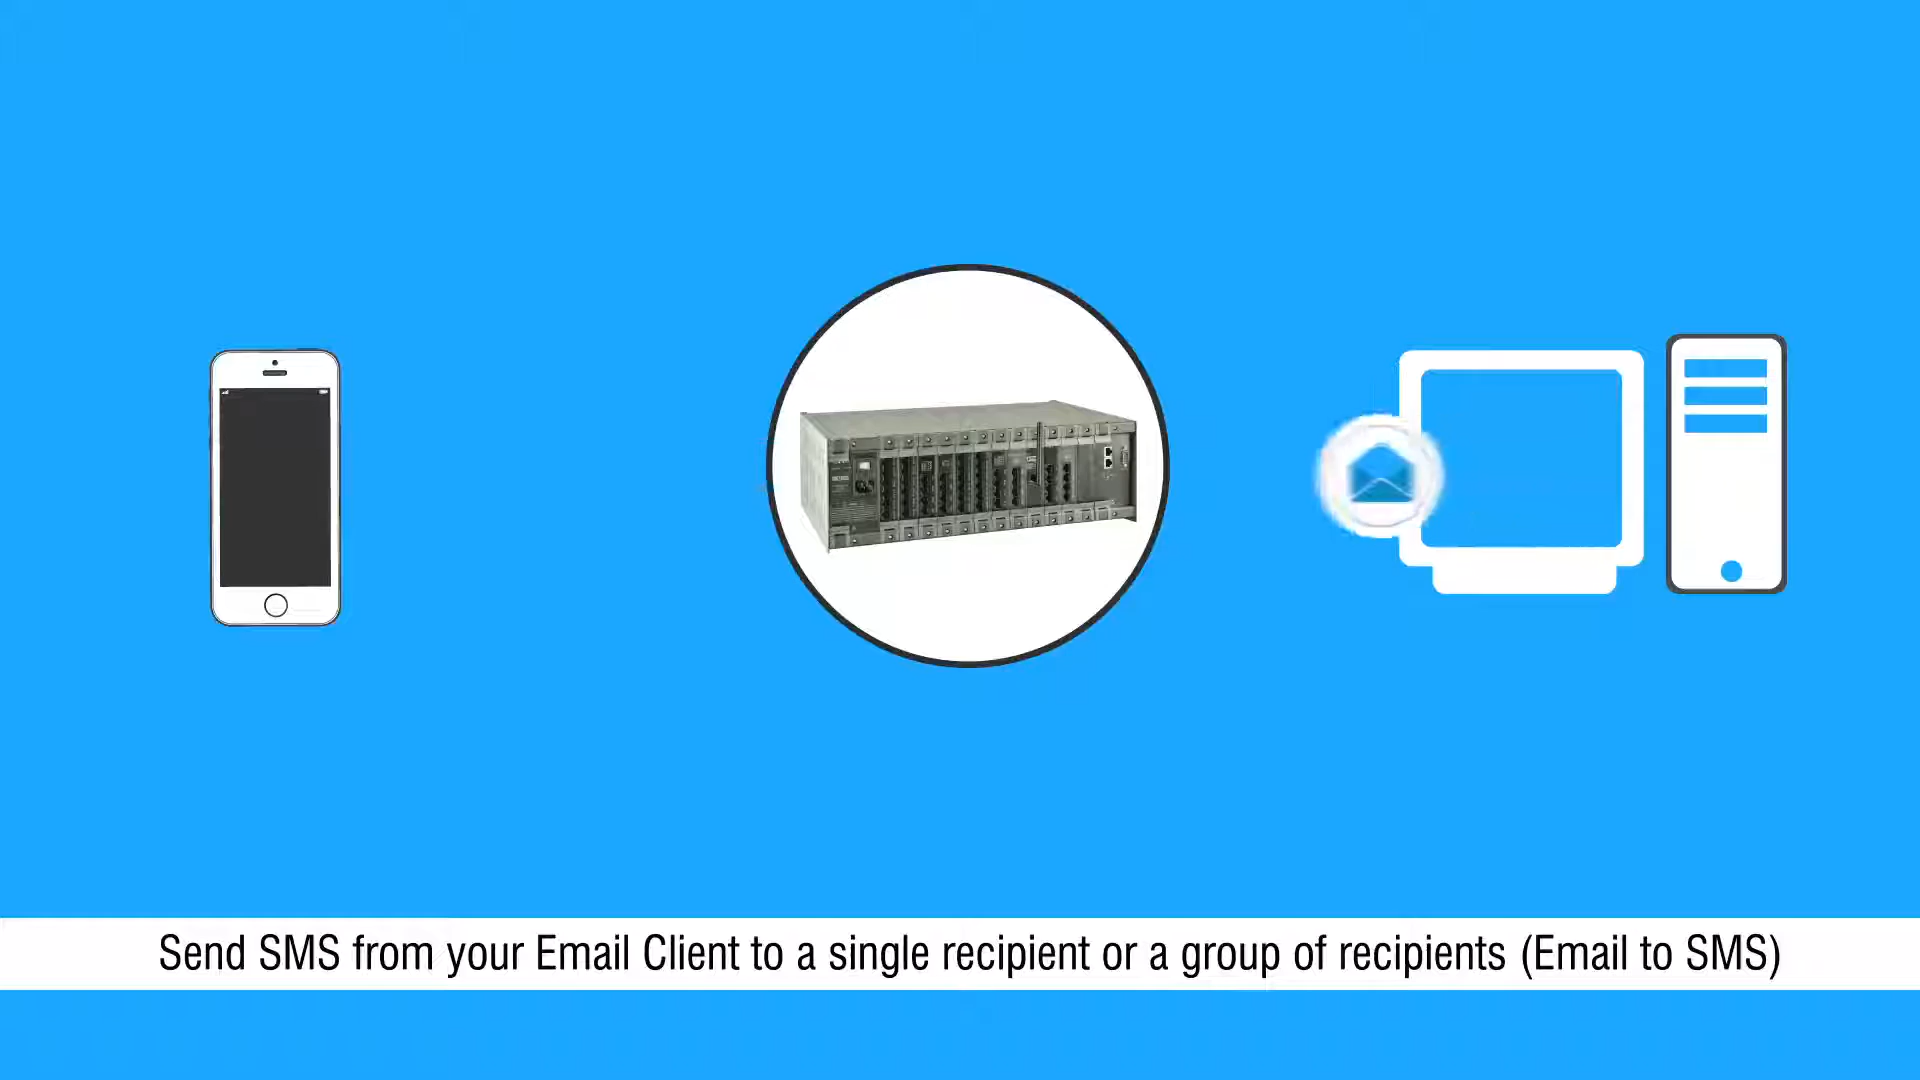 Send SMS from your Email Client to a single recipient or a group of recipients (Email to SMS)